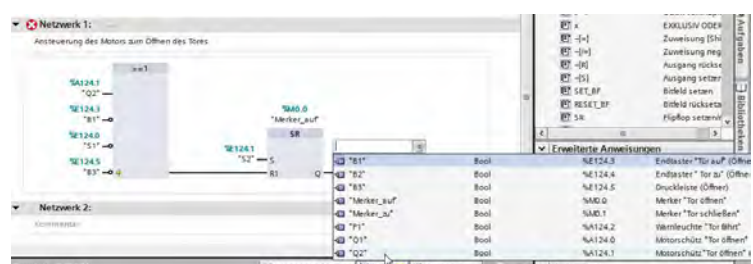 Netzwerk 1:
Ansteuerung des Motors zum Öffnen des Tores
>=1
%A124.1
"Q2"
%E124.3
"B1"
%E124.0
"S1"
%E124.5
"B3"
%M0.0
"Merker_auf"
SR
%E124.1
"S2"
S
R1
Q
Netzwerk 2:
Kommentar
x
EXKLUSIV ODER
-[=]
Zuweisung [Shi
-[/=]
Zuweisung neg
-[R]
Ausgang rückse
-[S]
Ausgang setzen
SET_BF
Bitfeld setzen
RESET_BF
Bitfeld rücksetz
SR
Flipflop setzen/r
Erweiterte Anweisungen
Aufgaben
Bibliotheken
"B1" Bool %E124.3 Endtaster "Tor auf" (Öffne
"B2" Bool %E124.4 Endtaster "Tor zu" (Öffne
"B3" Bool %E124.5 Druckleiste (Öffner)
"Merker_auf" Bool %M0.0 Merker "Tor öffnen"
"Merker_zu" Bool %M0.1 Merker "Tor schließen"
"P1" Bool %A124.2 Warnleuchte "Tor fährt"
"Q1" Bool %A124.0 Motorschütz "Tor öffnen"
"Q2" Bool %A124.1 Motorschütz "Tor öffnen"